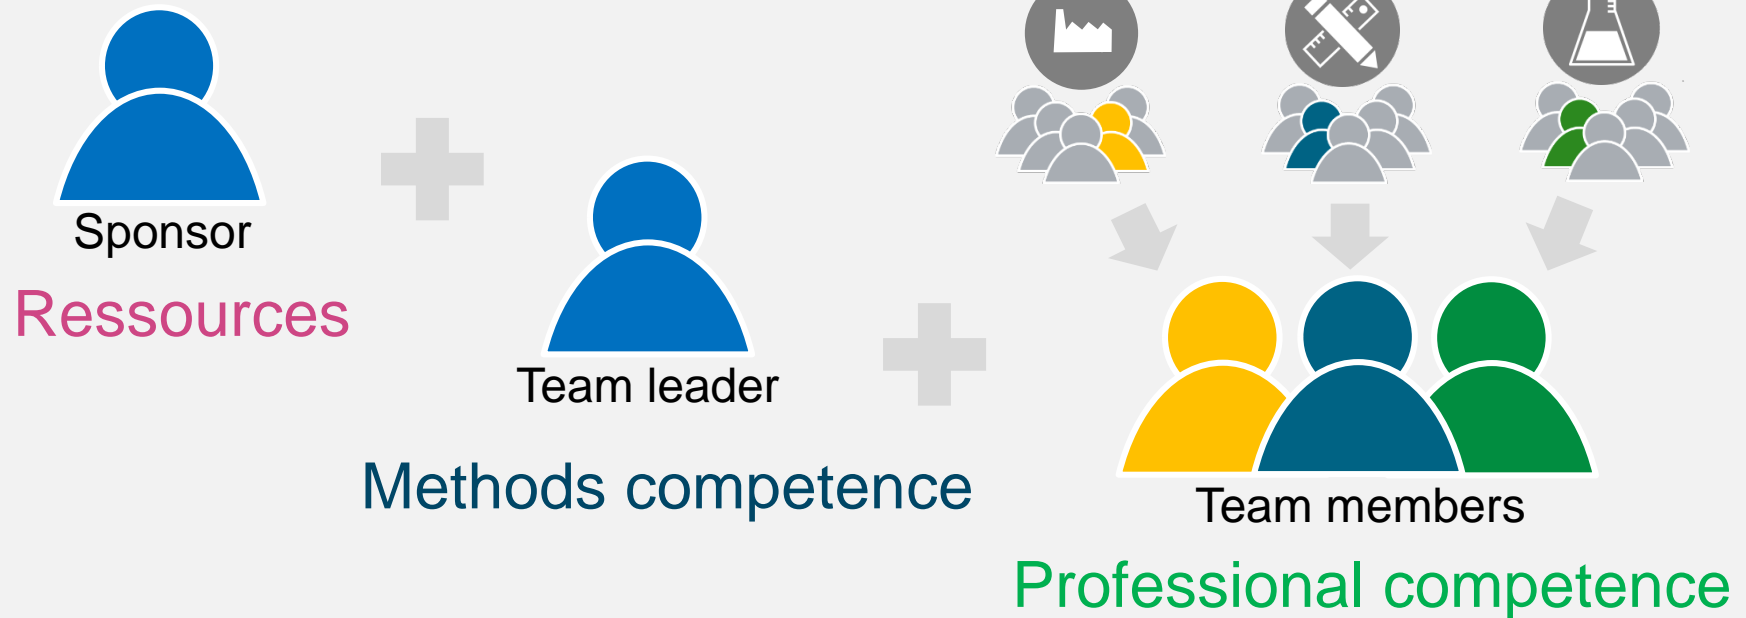 Sponsor
Ressources
Team leader
Methods competence
Team members
Professional competence